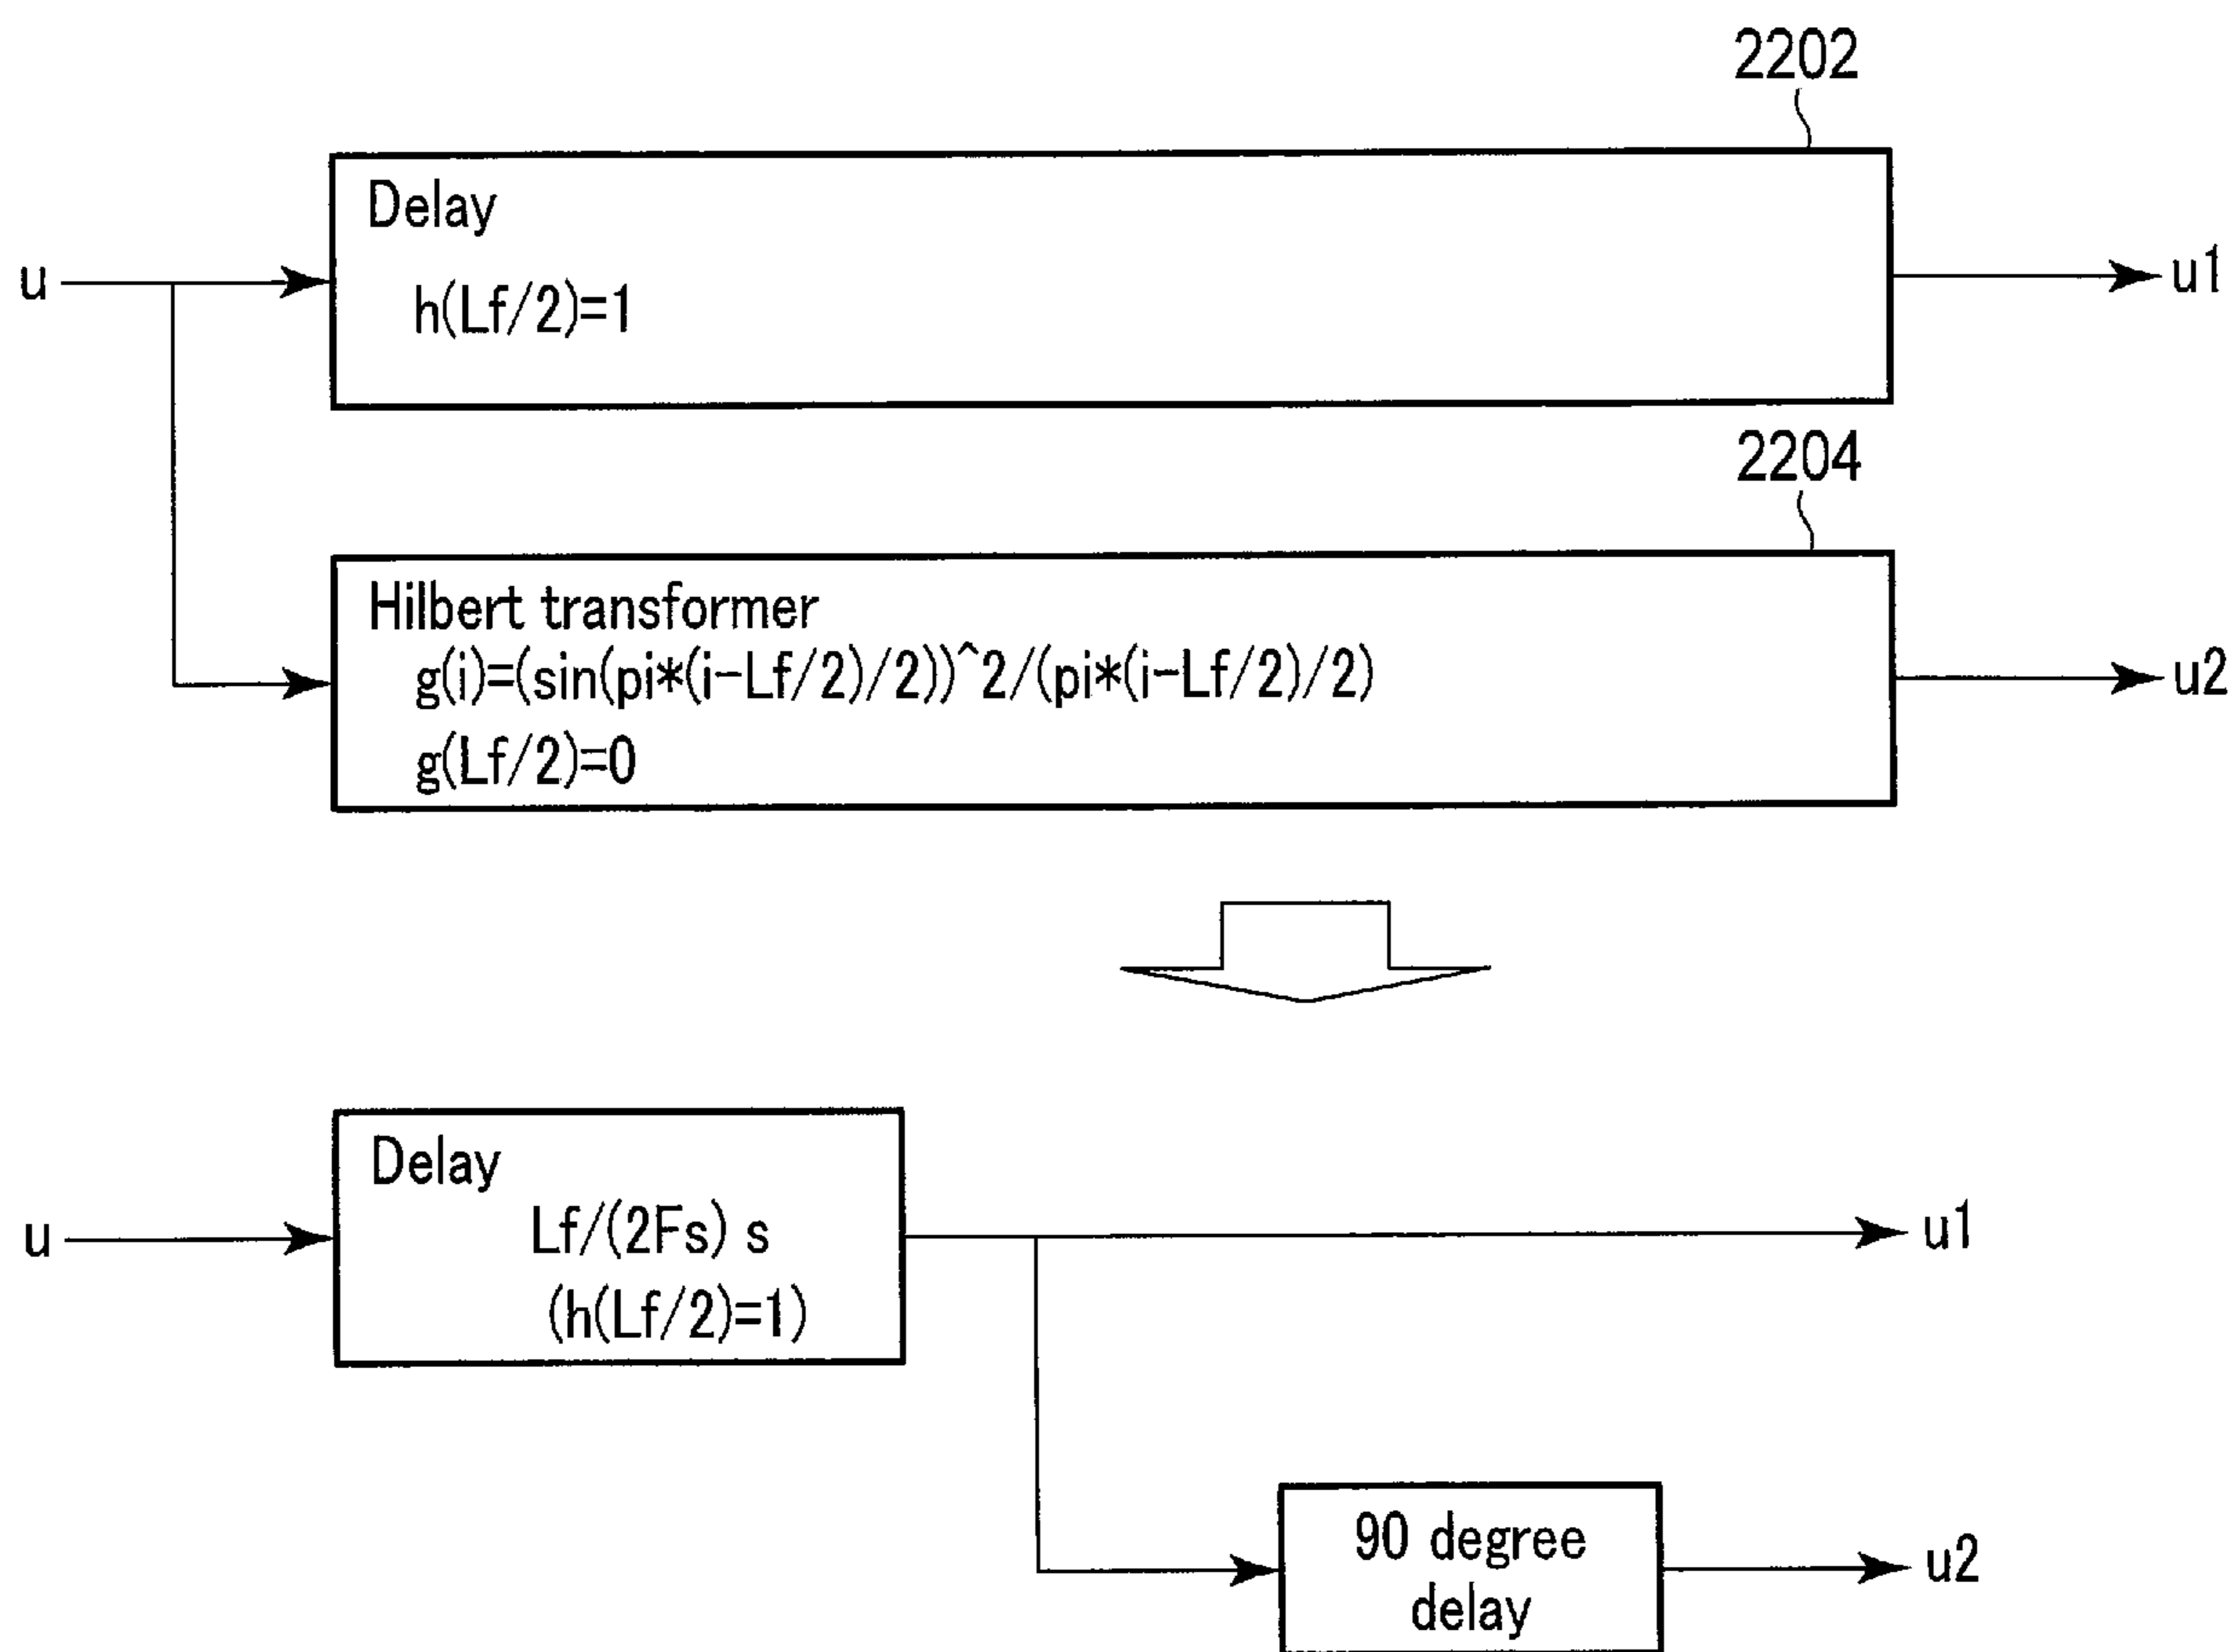 2202
Delay
u
h(Lf/2)=1
u1
2204
Hilbert transformer
g(i)=(sin(pi*(i-Lf/2)/2))^2/(pi*(i-Lf/2)/2)
u2
g(Lf/2)=0
Delay
u
Lf/(2Fs) s
u1
(h(Lf/2)=1)
90 degree
delay
u2